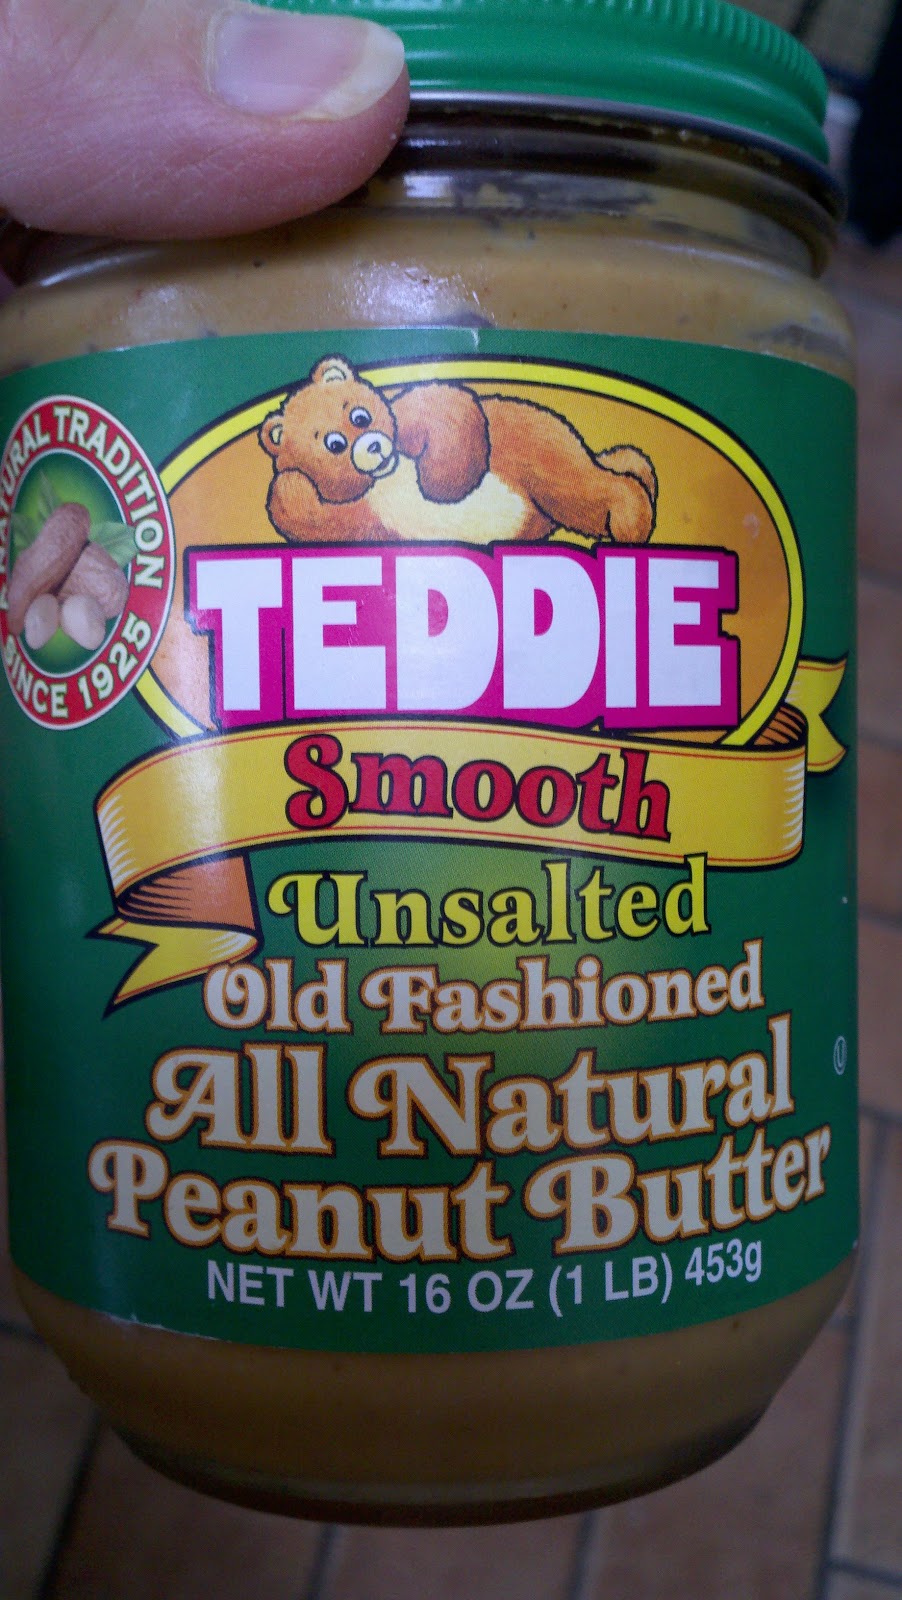 NATURAL TRADITION
SINCE 1925
TEDDIE
Smooth
Unsalted
Old Fashioned
All Natural
U
Peanut Butter
NET WT 16 OZ (1 LB) 453g